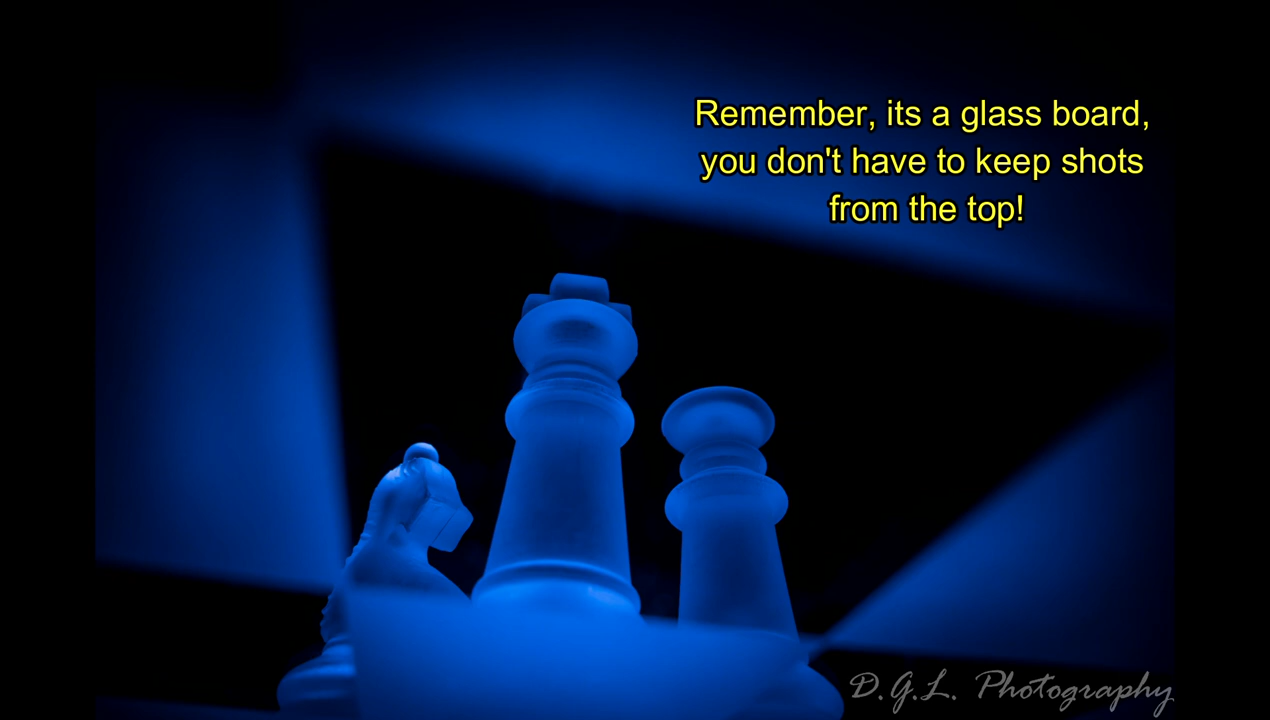 Remember, its a glass board,
you don't have to keep shots
from the top!
D.G.L. Photography